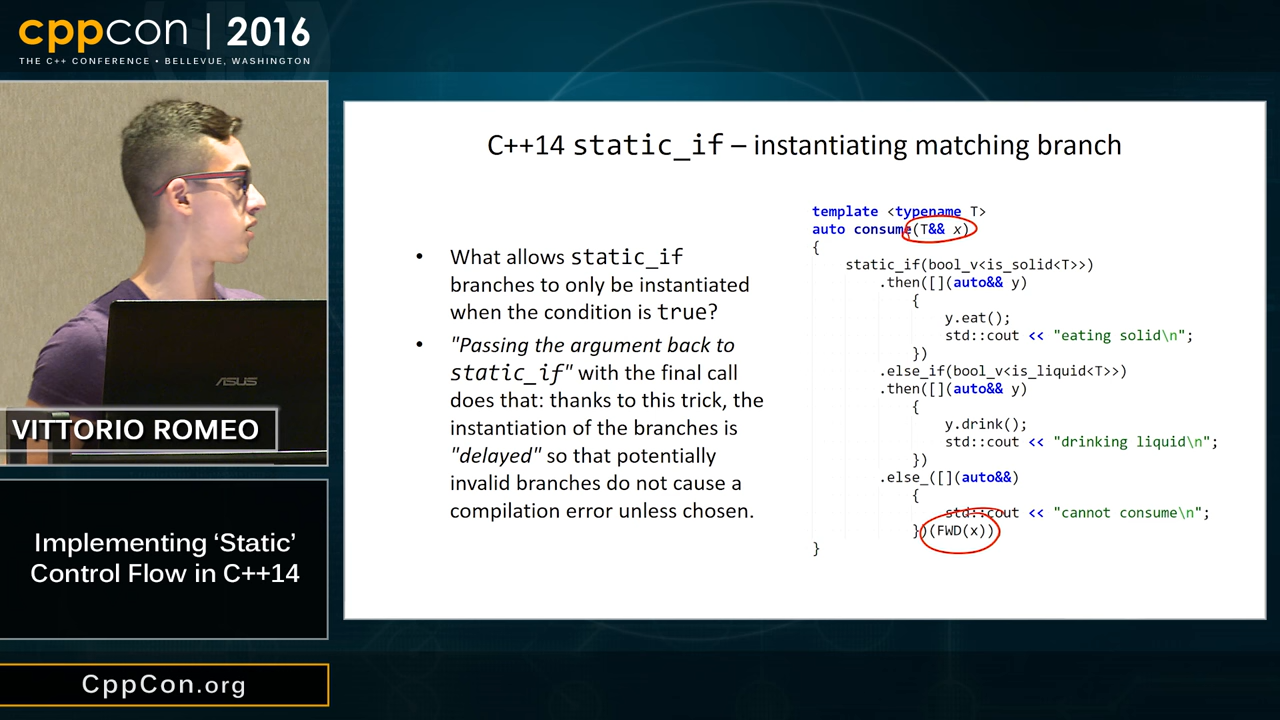 cppcon | 2016
THE C++ CONFERENCE • BELLEVUE, WASHINGTON
ASUS
VITTORIO ROMEO
Implementing ‘Static’
Control Flow in C++14
CppCon.org
C++14 static_if – instantiating matching branch
• What allows static_if
branches to only be instantiated
when the condition is true?
• "Passing the argument back to
static_if" with the final call
does that: thanks to this trick, the
instantiation of the branches is
"delayed" so that potentially
invalid branches do not cause a
compilation error unless chosen.
template <typename T>
auto consume(T&& x)
{
static_if(bool_v<is_solid<T>>)
.then([](auto&& y)
{
y.eat();
std::cout << "eating solid\n";
})
.else_if(bool_v<is_liquid<T>>)
.then([](auto&& y)
{
y.drink();
std::cout << "drinking liquid\n";
})
.else_([](auto&&)
{
std::cout << "cannot consume\n";
})(FWD(x))
}